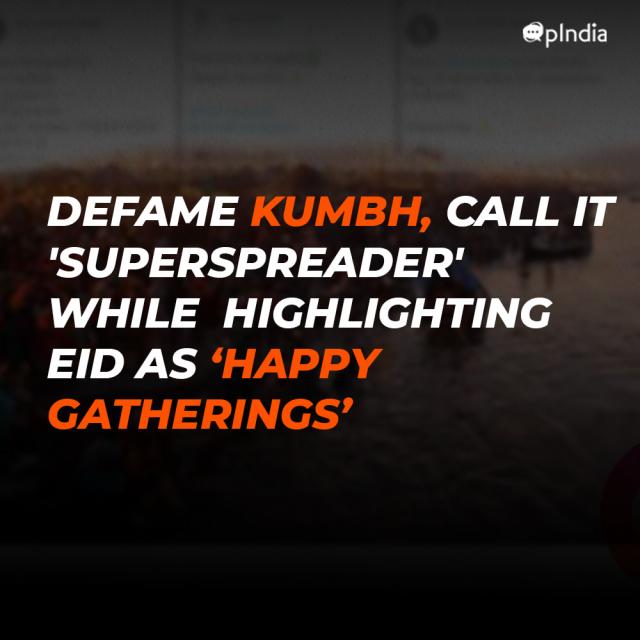 OpIndia
DEFAME KUMBH, CALL IT
'SUPERSPREADER'
WHILE HIGHLIGHTING
EID AS ‘HAPPY
GATHERINGS’